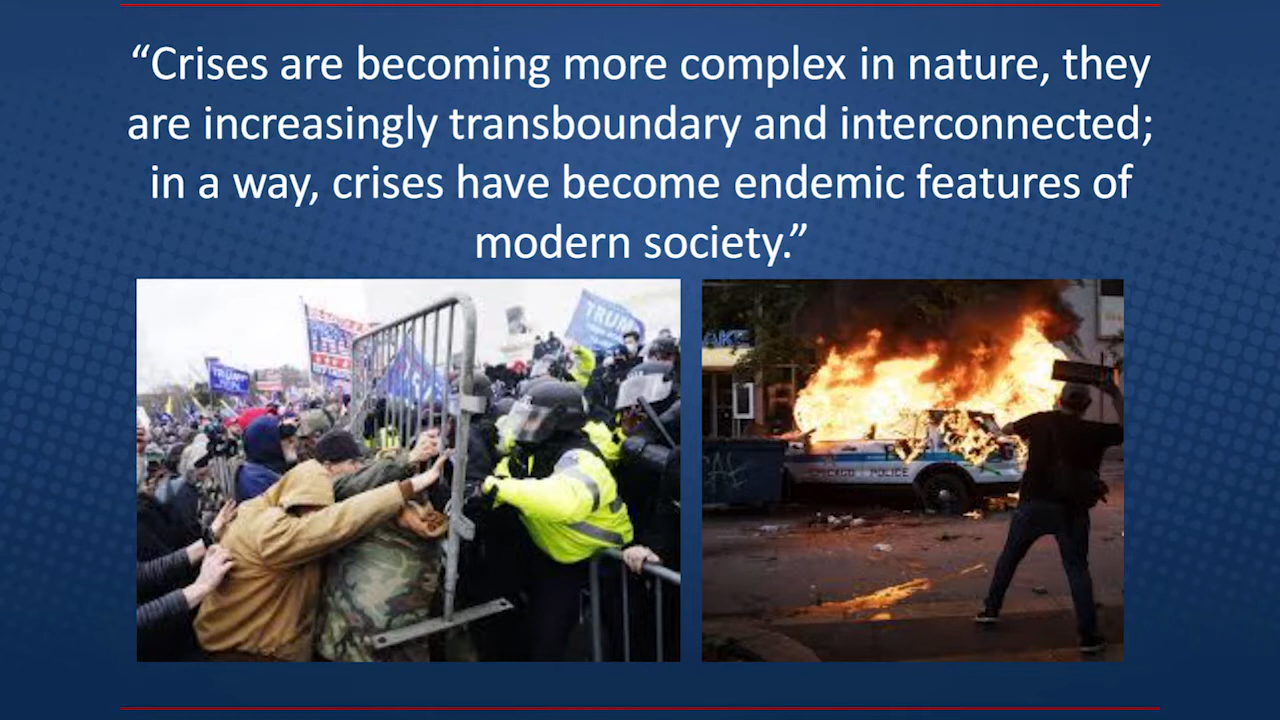 “Crises are becoming more complex in nature, they
are increasingly transboundary and interconnected;
in a way, crises have become endemic features of
modern society.”
TRUMP
TRUMP
CHICAGO POLICE